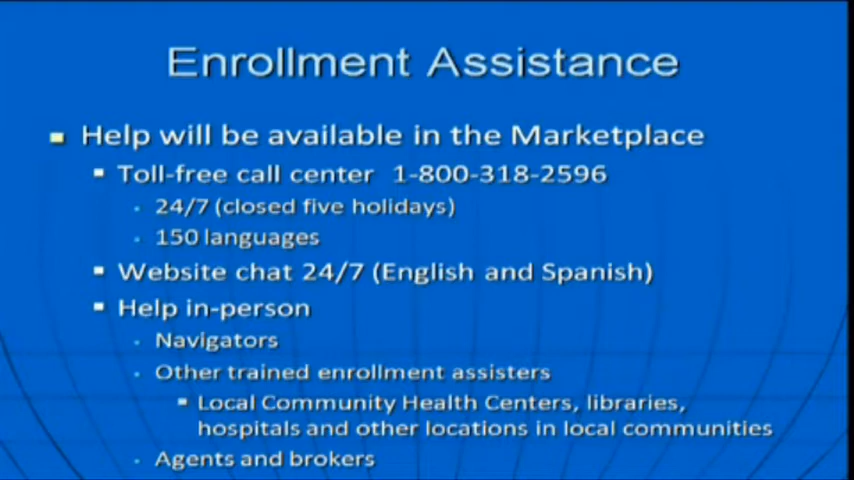 Enrollment Assistance
Help will be available in the Marketplace
Toll-free call center 1-800-318-2596
24/7 (closed five holidays)
150 languages
Website chat 24/7 (English and Spanish)
Help in-person
Navigators
Other trained enrollment assisters
Local Community Health Centers, libraries,
hospitals and other locations in local communities
Agents and brokers